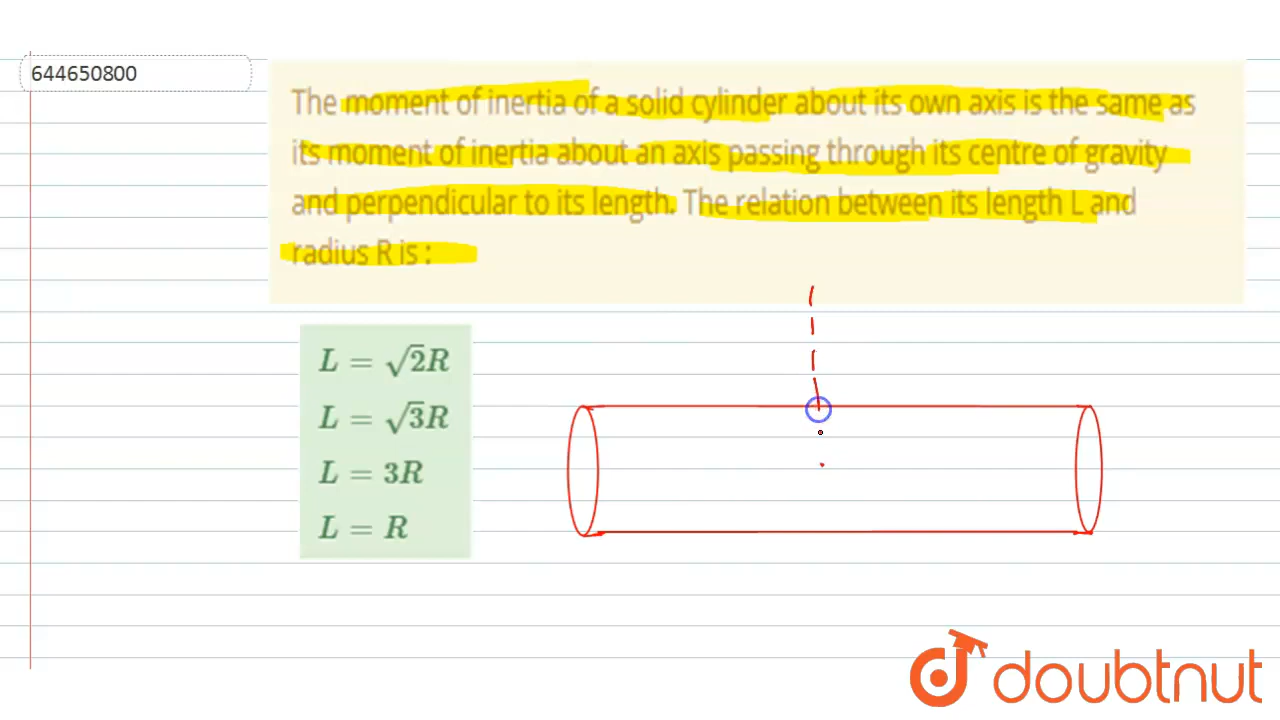 644650800
The moment of inertia of a solid cylinder about its own axis is the same as
its moment of inertia about an axis passing through its centre of gravity
and perpendicular to its length. The relation between its length L and
radius R is :
L = √2R
L = √3R
L = 3R
L = R
doubtnut